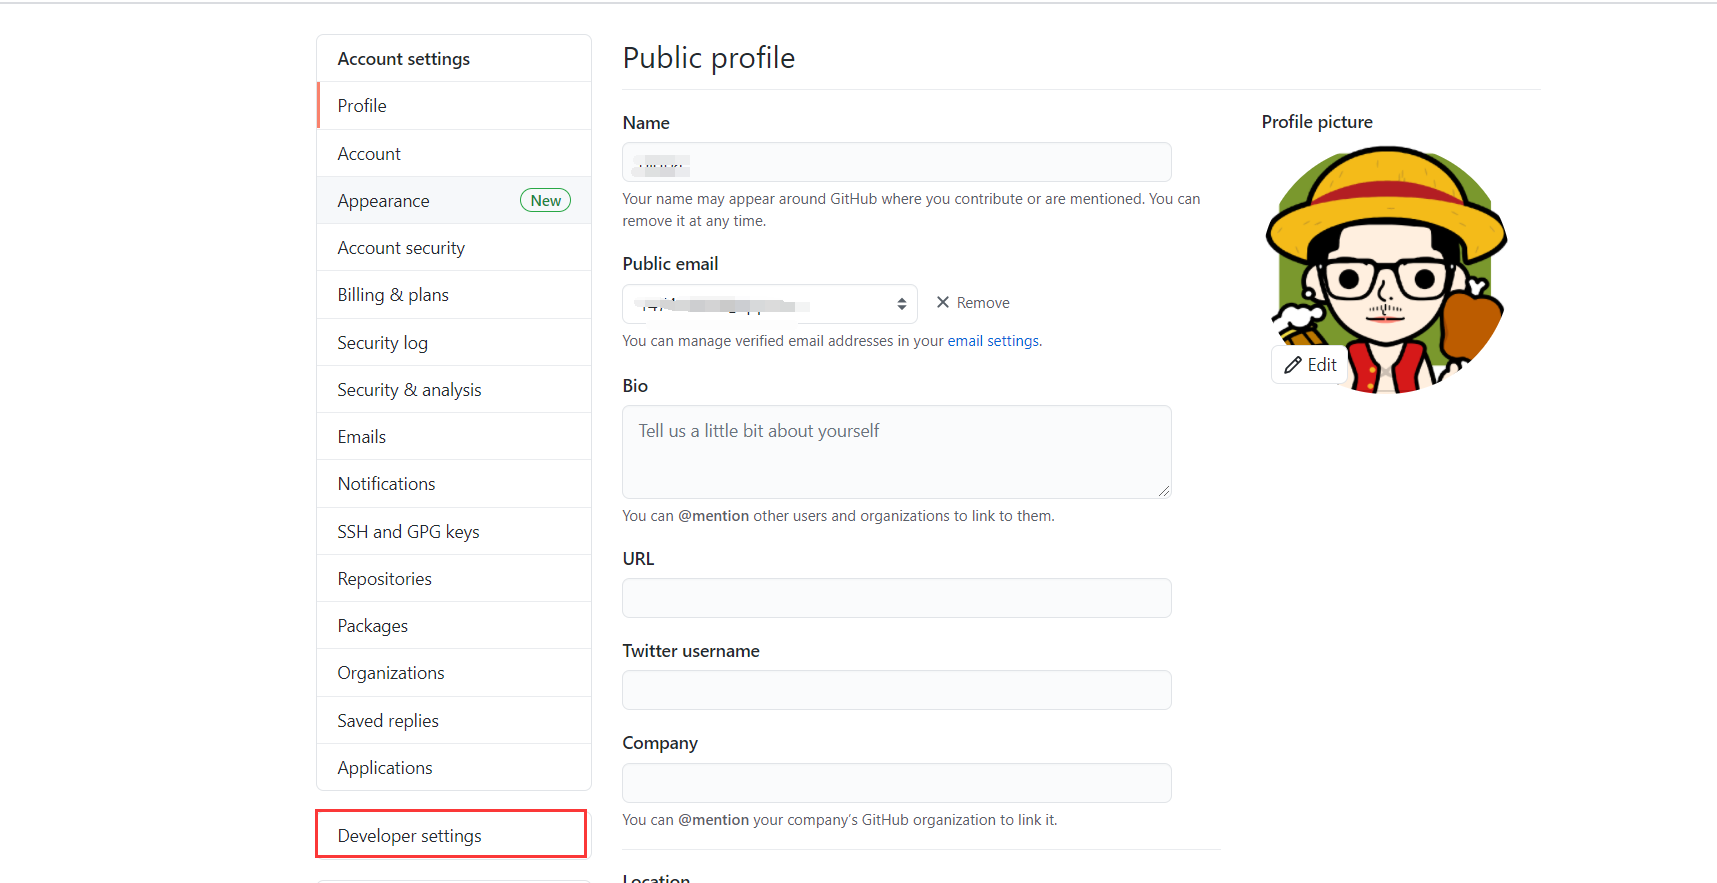 Account settings
Profile
Account
Appearance New
Account security
Billing & plans
Security log
Security & analysis
Emails
Notifications
SSH and GPG keys
Repositories
Packages
Organizations
Saved replies
Applications
Developer settings
Public profile
Name
Your name may appear around GitHub where you contribute or are mentioned. You can
remove it at any time.
Public email
Remove
You can manage verified email addresses in your email settings.
Bio
Tell us a little bit about yourself
You can @mention other users and organizations to link to them.
URL
Twitter username
Company
You can @mention your company's GitHub organization to link it.
Location
Profile picture
Edit